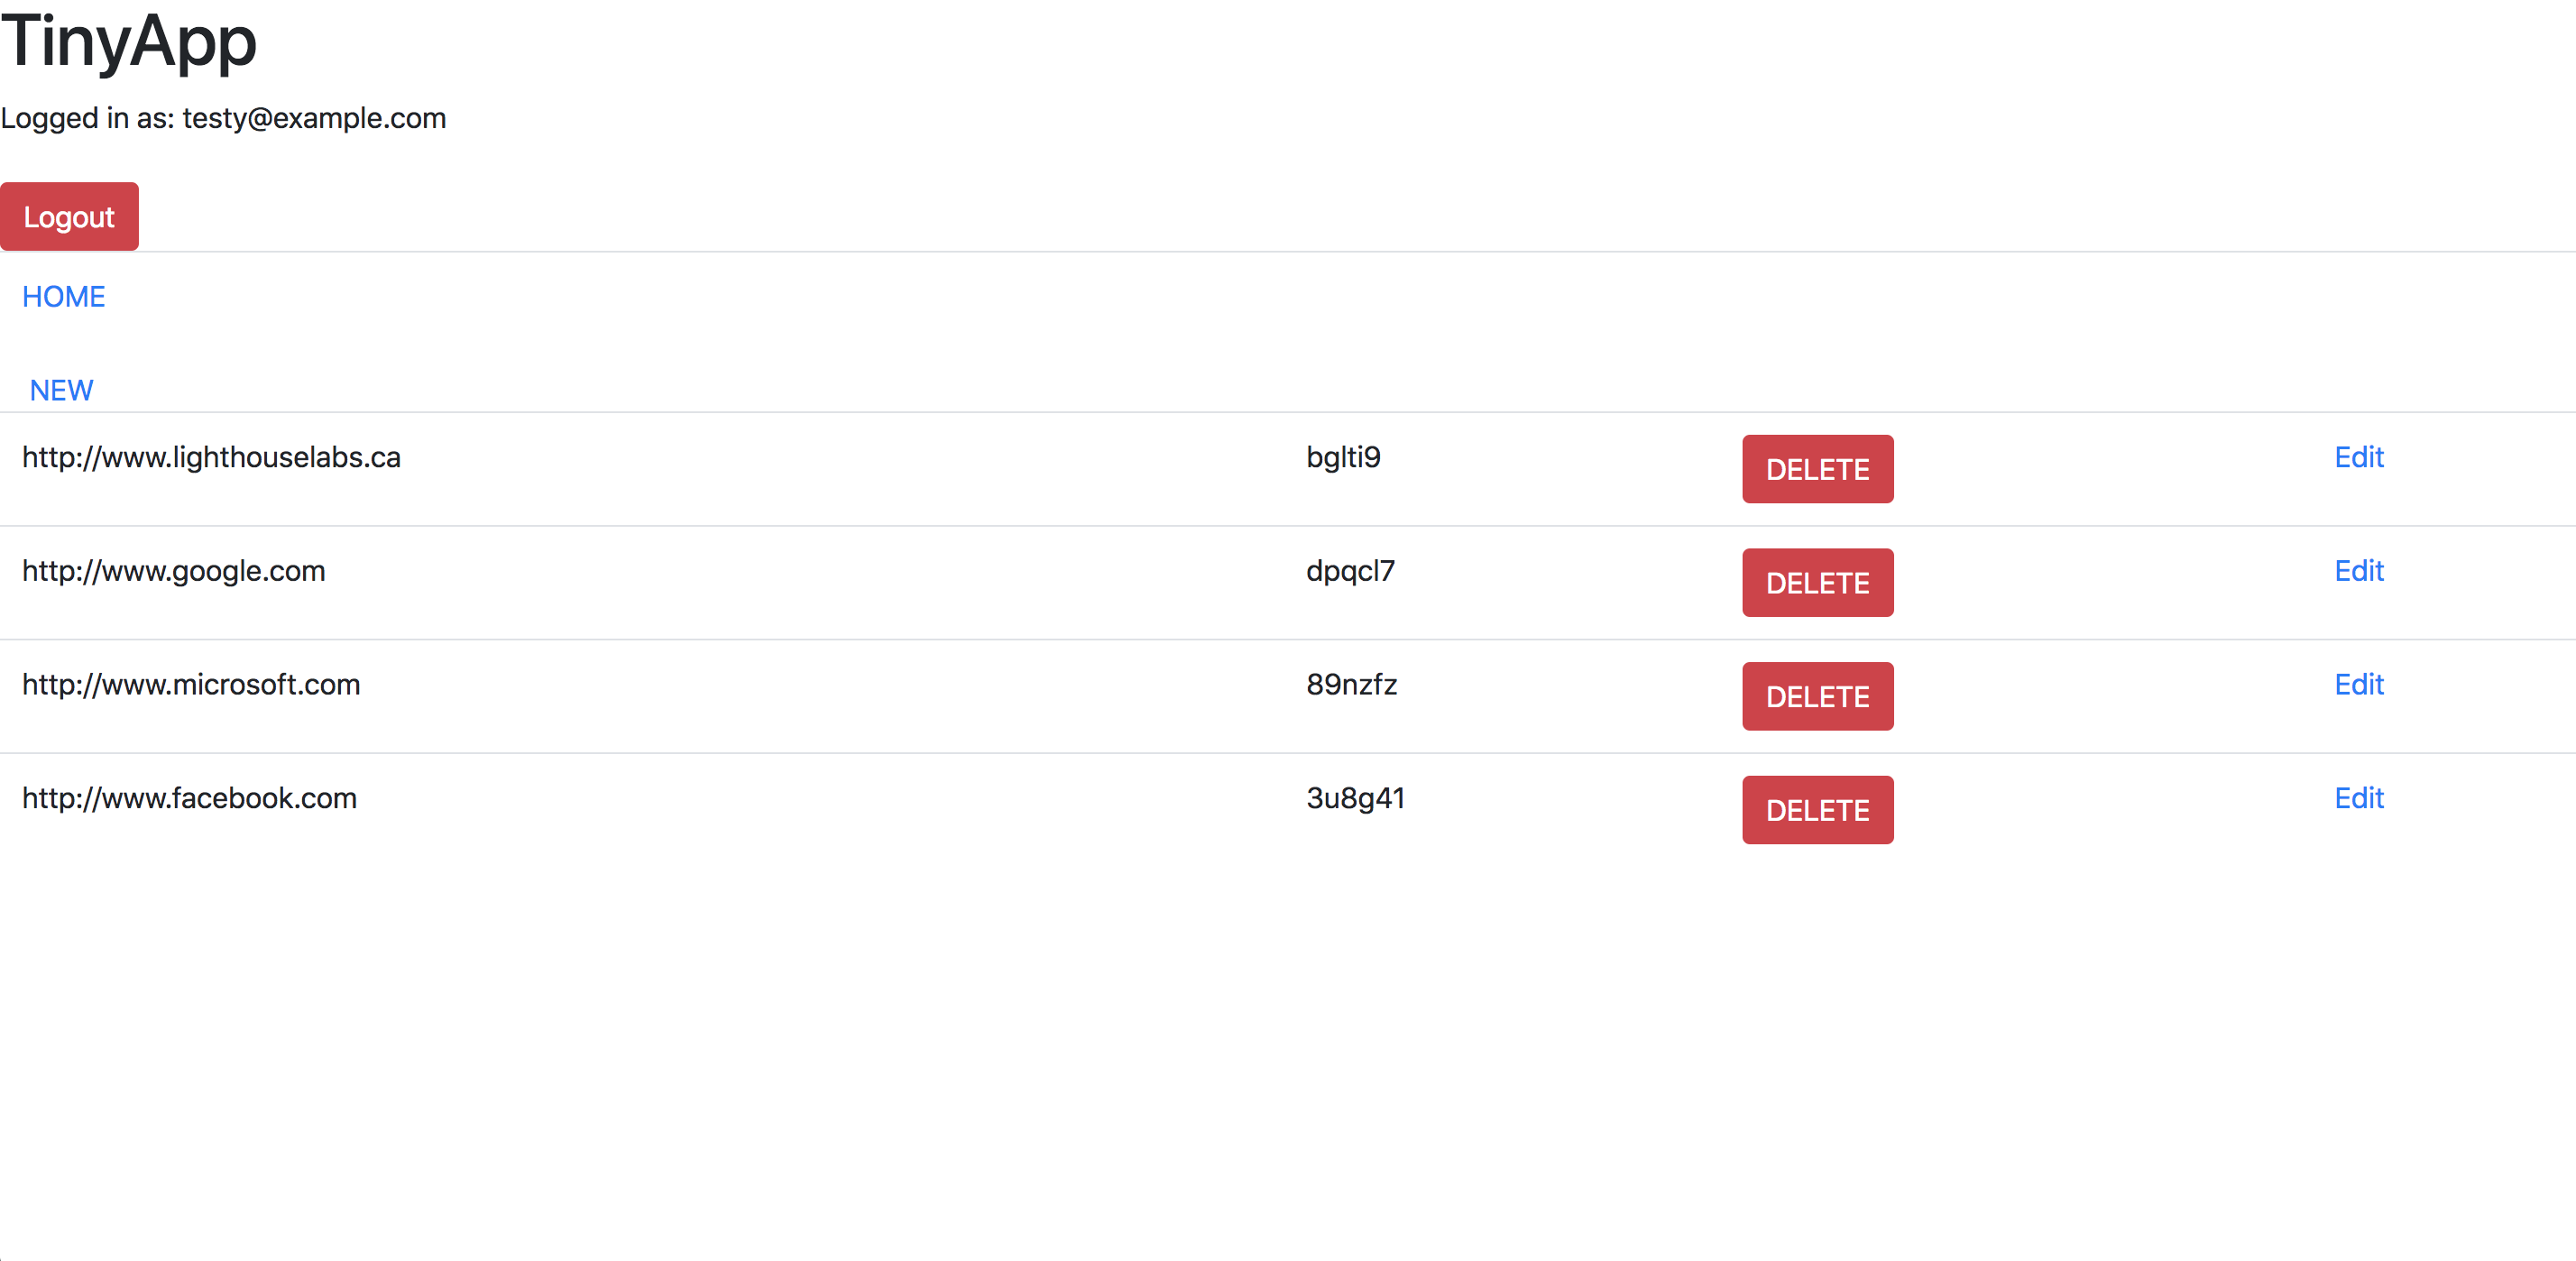 TinyApp
Logged in as: testy@example.com
Logout
HOME
NEW
http://www.lighthouselabs.ca bglti9 DELETE Edit
http://www.google.com dpqcl7 DELETE Edit
http://www.microsoft.com 89nzfz DELETE Edit
http://www.facebook.com 3u8g41 DELETE Edit